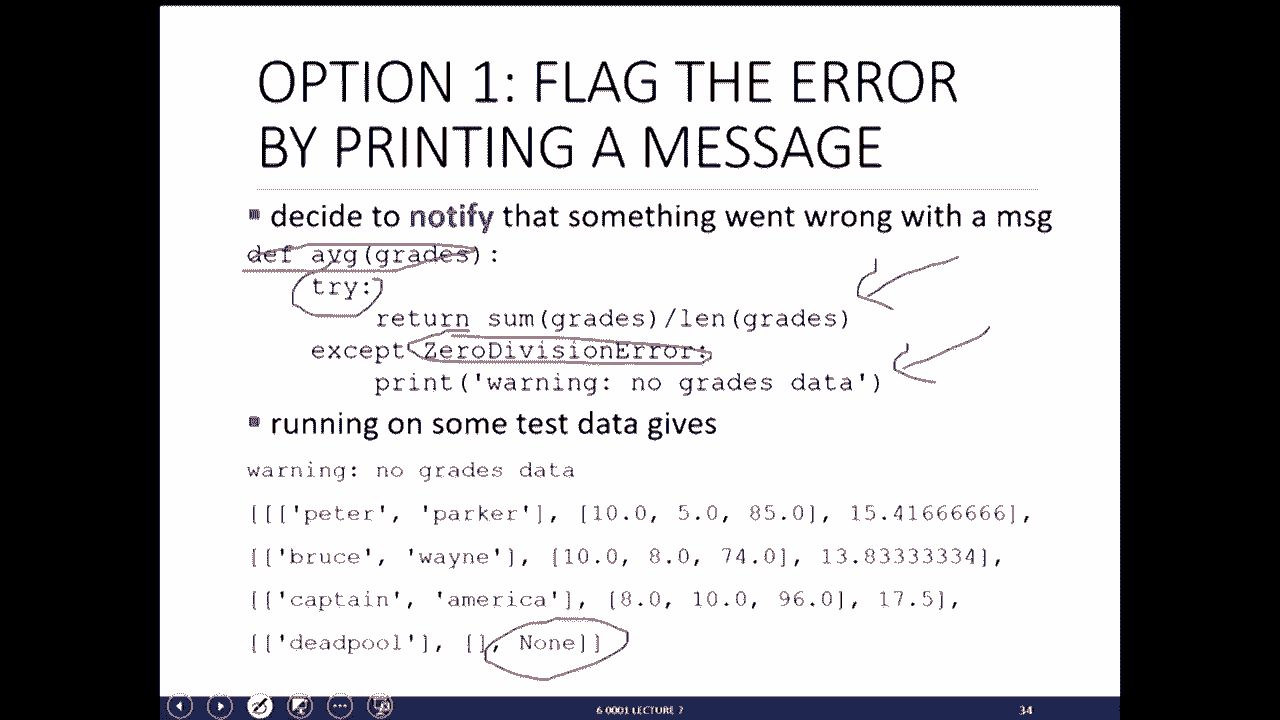 OPTION 1: FLAG THE ERROR
BY PRINTING A MESSAGE
▪ decide to notify that something went wrong with a msg
def avg(grades):
try:
return sum(grades)/len(grades)
except ZeroDivisionError:
print('warning: no grades data')
▪ running on some test data gives
warning: no grades data
[[['peter', 'parker'], [10.0, 5.0, 85.0], 15.41666666],
[['bruce', 'wayne'], [10.0, 8.0, 74.0], 13.83333334],
[['captain', 'america'], [8.0, 10.0, 96.0], 17.5],
[['deadpool'], [], None]]
6 0001 LECTURE 7
34